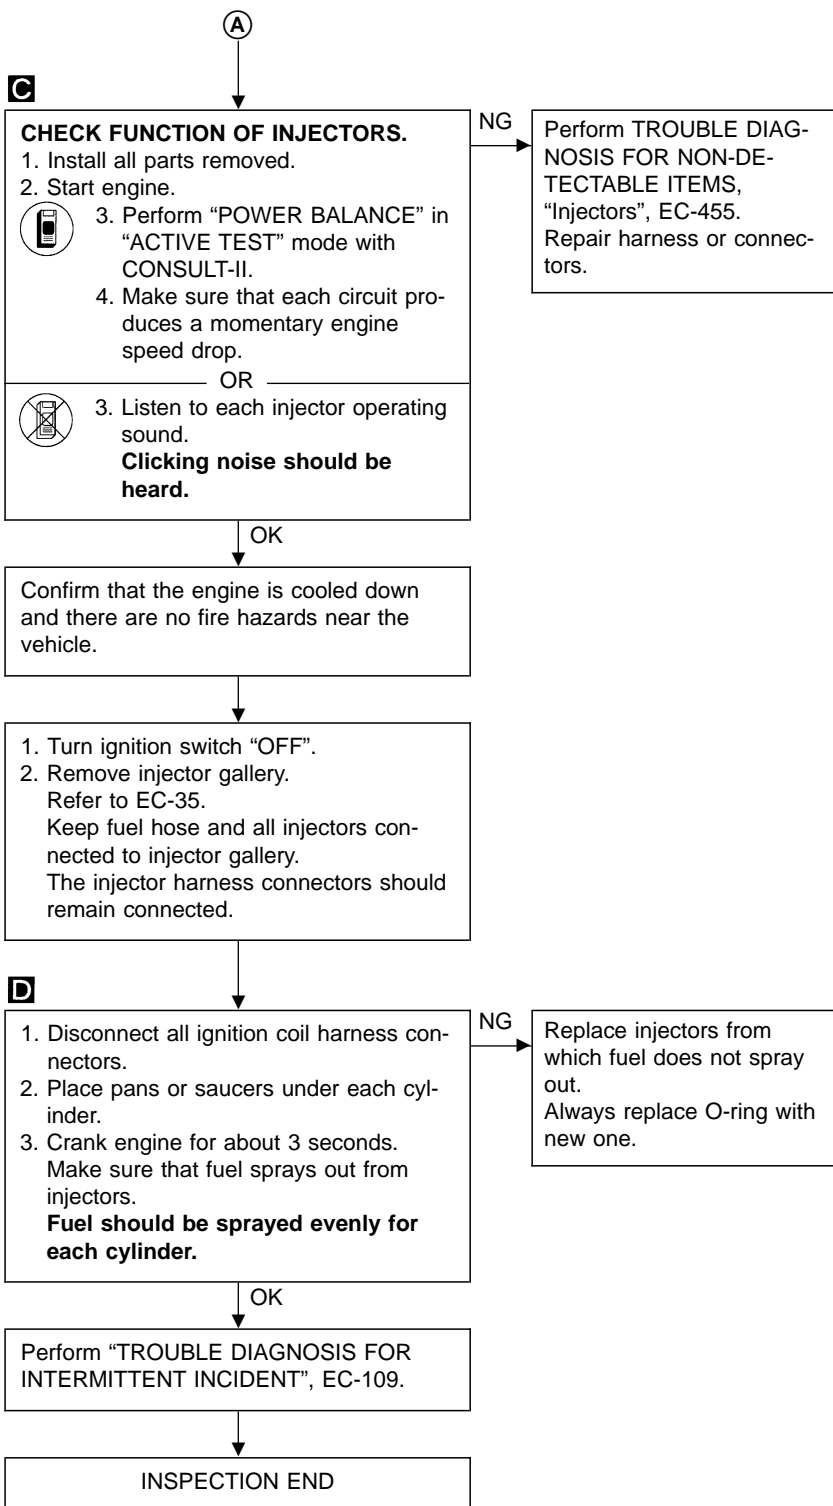 A
C
CHECK FUNCTION OF INJECTORS.
1. Install all parts removed.
2. Start engine.
3. Perform “POWER BALANCE” in
“ACTIVE TEST” mode with
CONSULT-II.
4. Make sure that each circuit pro-
duces a momentary engine
speed drop.
OR
3. Listen to each injector operating
sound.
Clicking noise should be
heard.
NG
Perform TROUBLE DIAG-
NOSIS FOR NON-DE-
TECTABLE ITEMS,
“Injectors”, EC-455.
Repair harness or connec-
tors.
OK
Confirm that the engine is cooled down
and there are no fire hazards near the
vehicle.
1. Turn ignition switch “OFF”.
2. Remove injector gallery.
Refer to EC-35.
Keep fuel hose and all injectors con-
nected to injector gallery.
The injector harness connectors should
remain connected.
D
1. Disconnect all ignition coil harness con-
nectors.
2. Place pans or saucers under each cyl-
inder.
3. Crank engine for about 3 seconds.
Make sure that fuel sprays out from
injectors.
Fuel should be sprayed evenly for
each cylinder.
NG
Replace injectors from
which fuel does not spray
out.
Always replace O-ring with
new one.
OK
Perform “TROUBLE DIAGNOSIS FOR
INTERMITTENT INCIDENT”, EC-109.
INSPECTION END